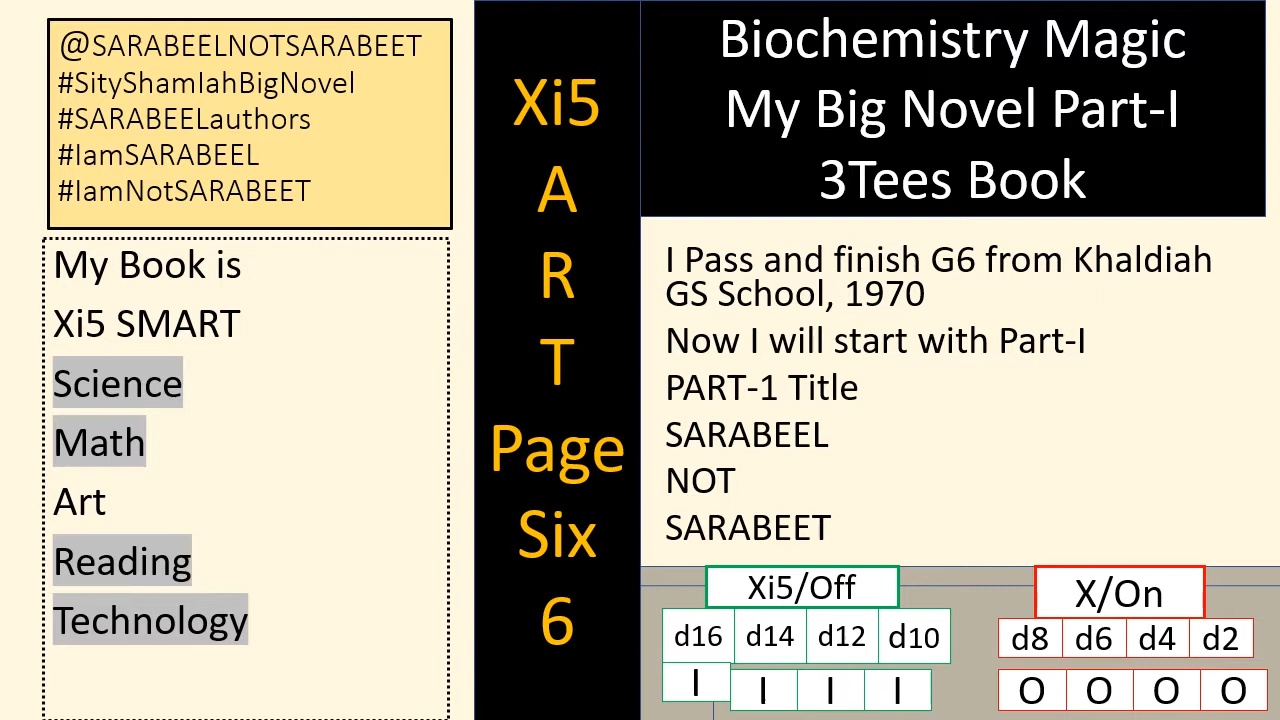 @SARABEELNOTSARABEET
#SityShamIahBigNovel
#SARABEELauthors
#IamSARABEEL
#IamNotSARABEET
My Book is
Xi5 SMART
Science
Math
Art
Reading
Technology
Xi5
A
R
T
Page
Six
6
Biochemistry Magic
My Big Novel Part-I
3Tees Book
I Pass and finish G6 from Khaldiah
GS School, 1970
Now I will start with Part-I
PART-1 Title
SARABEEL
NOT
SARABEET
Xi5/Off
d16 d14 d12 d10
I I I I
X/On
d8 d6 d4 d2
O O O O